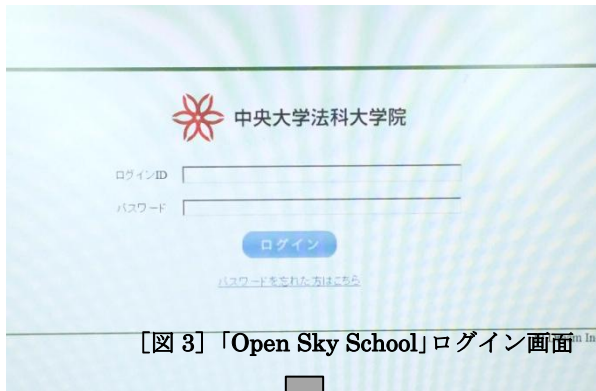 中央大学法科大学院
ログインID
パスワード
ログイン
パスワードを忘れた方はこちら
[図 3]「Open Sky School」ログイン画面